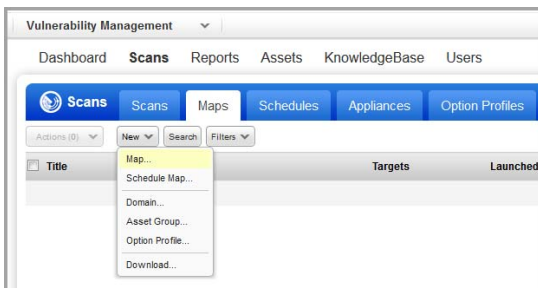 Vulnerability Management
Dashboard Scans Reports Assets KnowledgeBase Users
Scans Scans Maps Schedules Appliances Option Profiles
Actions (0) New Search Filters
Title Targets Launched
Map...
Schedule Map...
Domain...
Asset Group...
Option Profile...
Download...